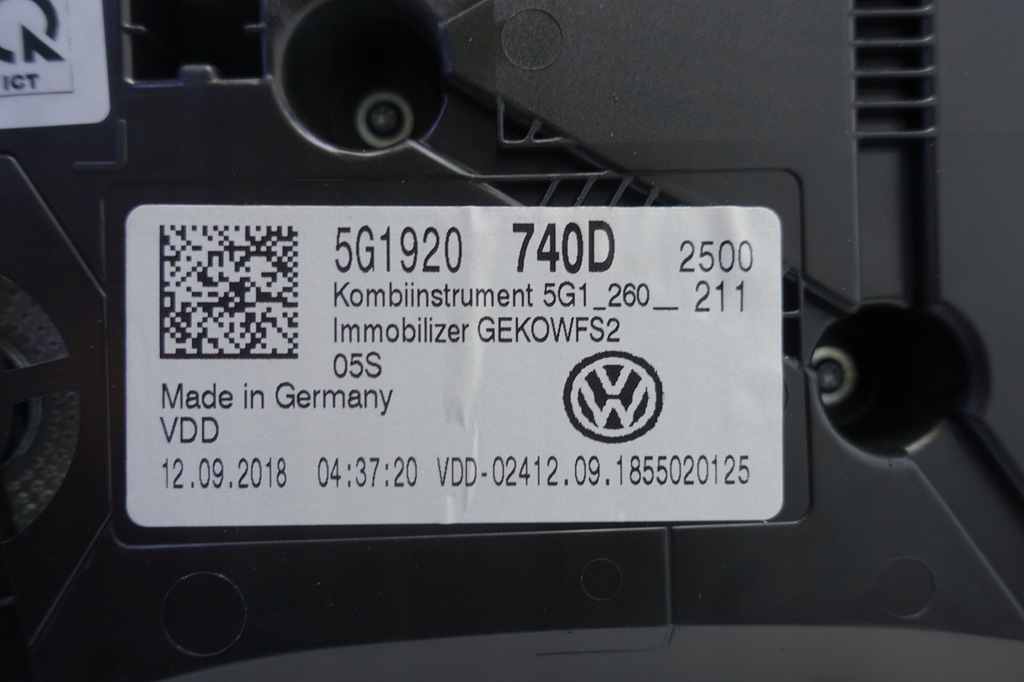 ICT
5G1920 740D 2500
Kombiinstrument 5G1_260__ 211
Immobilizer GEKOWFS2
05S
Made in Germany
VDD
12.09.2018 04:37:20 VDD-02412.09.1855020125